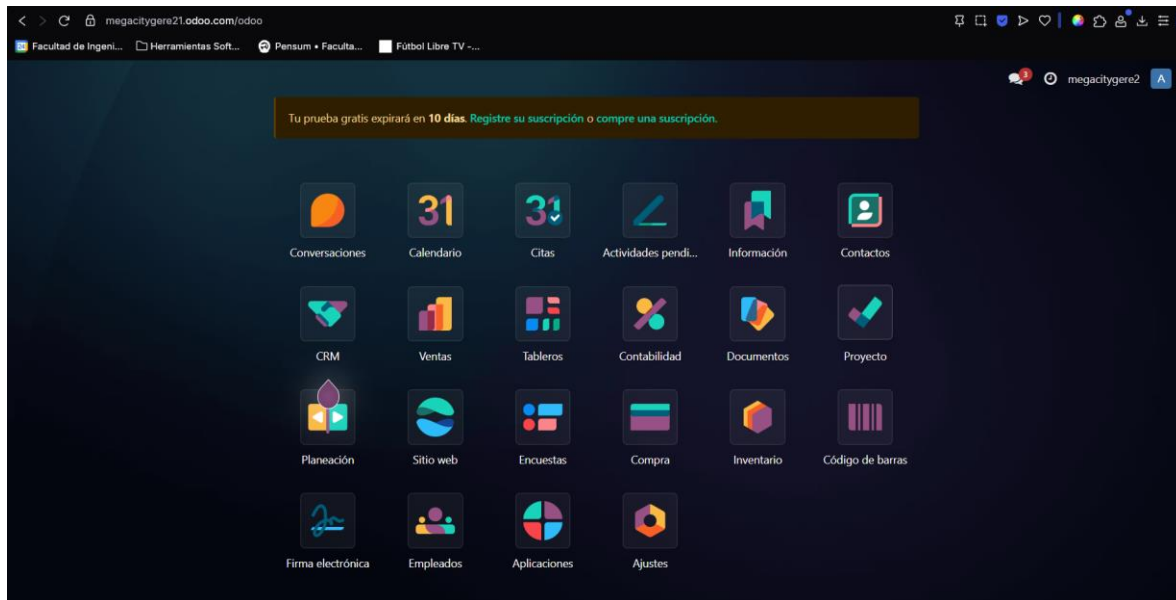 megacitygere21.odoo.com/odoo
Facultad de Ingeni... Herramientas Soft... Pensum • Faculta... Fútbol Libre TV -...
3 megacitygere2 A
Tu prueba gratis expirará en 10 días. Registre su suscripción o compre una suscripción.
31 31
Conversaciones Calendario Citas Actividades pendi... Información Contactos
CRM Ventas Tableros Contabilidad Documentos Proyecto
Planeación Sitio web Encuestas Compra Inventario Código de barras
Firma electrónica Empleados Aplicaciones Ajustes